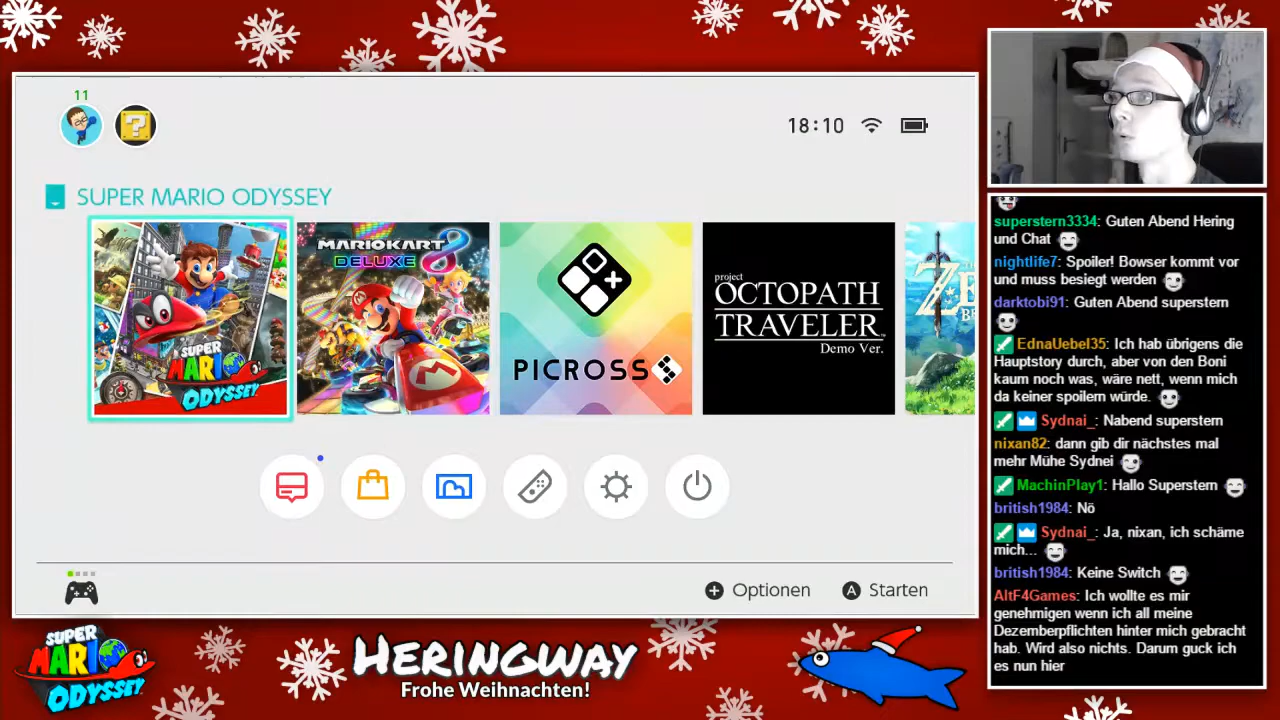 11
18:10
SUPER MARIO ODYSSEY
SUPER
MARIO
ODYSSEY
MARIOKART 8
DELUXE
PICROSS
project
OCTOPATH
TRAVELER™
Demo Ver.
Optionen
A Starten
superstern3334: Guten Abend Hering
und Chat
nightlife7: Spoiler! Bowser kommt vor
und muss besiegt werden
darktobi91: Guten Abend superstern
EdnaUebel35: Ich hab übrigens die
Hauptstory durch, aber von den Boni
kaum noch was, wäre nett, wenn mich
da keiner spoilern würde.
Sydnai_: Nabend superstern
nixan82: dann gib dir nächstes mal
mehr Mühe Sydnei
MachinPlay1: Hallo Superstern
british1984: Nö
Sydnai_: Ja, nixan, ich schäme
mich...
british1984: Keine Switch
AltF4Games: Ich wollte es mir
genehmigen wenn ich all meine
Dezemberpflichten hinter mich gebracht
hab. Wird also nichts. Darum guck ich
es nun hier
SUPER
MARIO
ODYSSEY
HERINGWAY
Frohe Weihnachten!